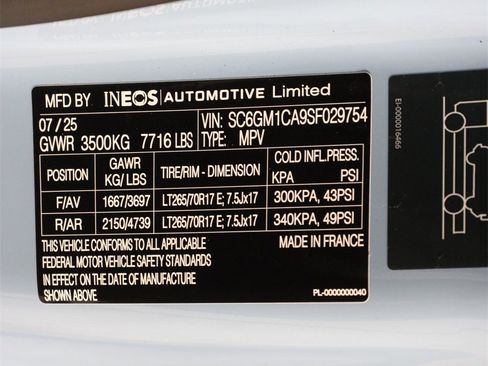 MFD BY INEOS AUTOMOTIVE Limited
07 / 25 VIN: SC6GM1CA9SF029754
GVWR 3500KG 7716 LBS TYPE: MPV
POSITION GAWR KG/ LBS TIRE/RIM - DIMENSION COLD INFL.PRESS. KPA PSI
F/AV 1667/3697 LT265/70R17 E; 7.5Jx17 300KPA, 43PSI
R/AR 2150/4739 LT265/70R17 E; 7.5Jx17 340KPA, 49PSI
THIS VEHICLE CONFORMS TO ALL APPLICABLE MADE IN FRANCE
FEDERAL MOTOR VEHICLE SAFETY STANDARDS
IN EFFECT ON THE DATE OF MANUFACTURE
SHOWN ABOVE PL-0000000040
EI-0000016466